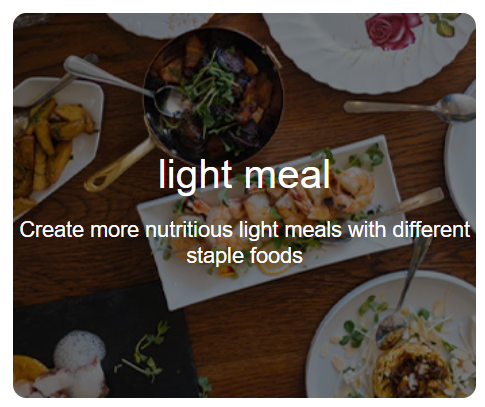 light meal
Create more nutritious light meals with different
staple foods